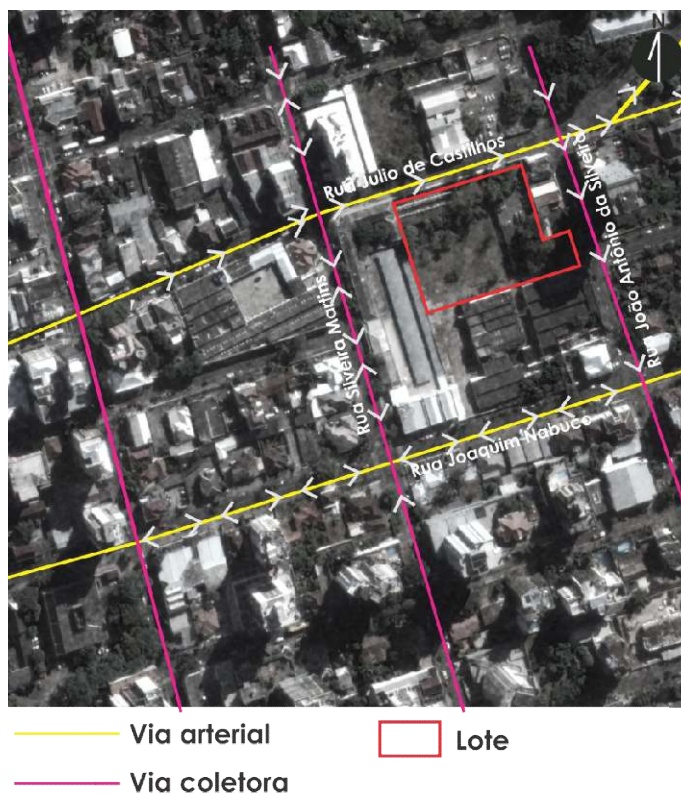 N
Rua Julio de Castilhos
Rua João Antônio da Silveira
Rua Silveira Martins
Rua Joaquim Nabuco
Via arterial
Lote
Via coletora